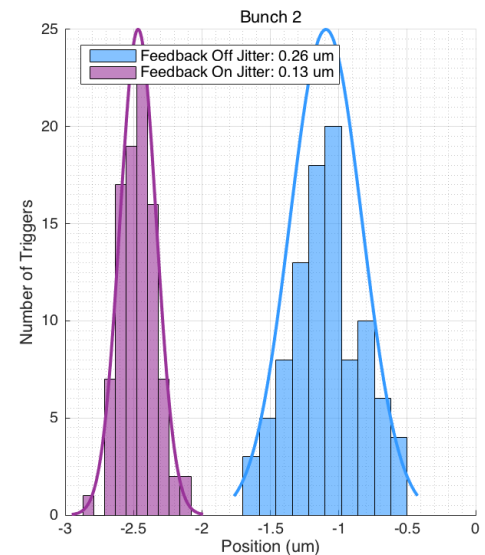 Bunch 2
Feedback Off Jitter: 0.26 um
Feedback On Jitter: 0.13 um
25
20
15
10
5
0
Number of Triggers
-3 -2.5 -2 -1.5 -1 -0.5 0
Position (um)